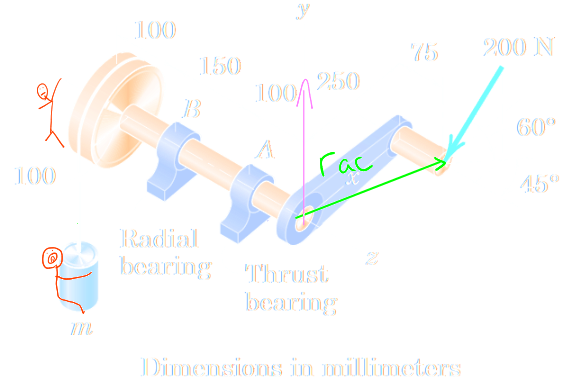 y
100
150
75
200 N
100
250
B
60°
A
rac
x
100
45°
Radial
bearing
z
Thrust
bearing
m
Dimensions in millimeters